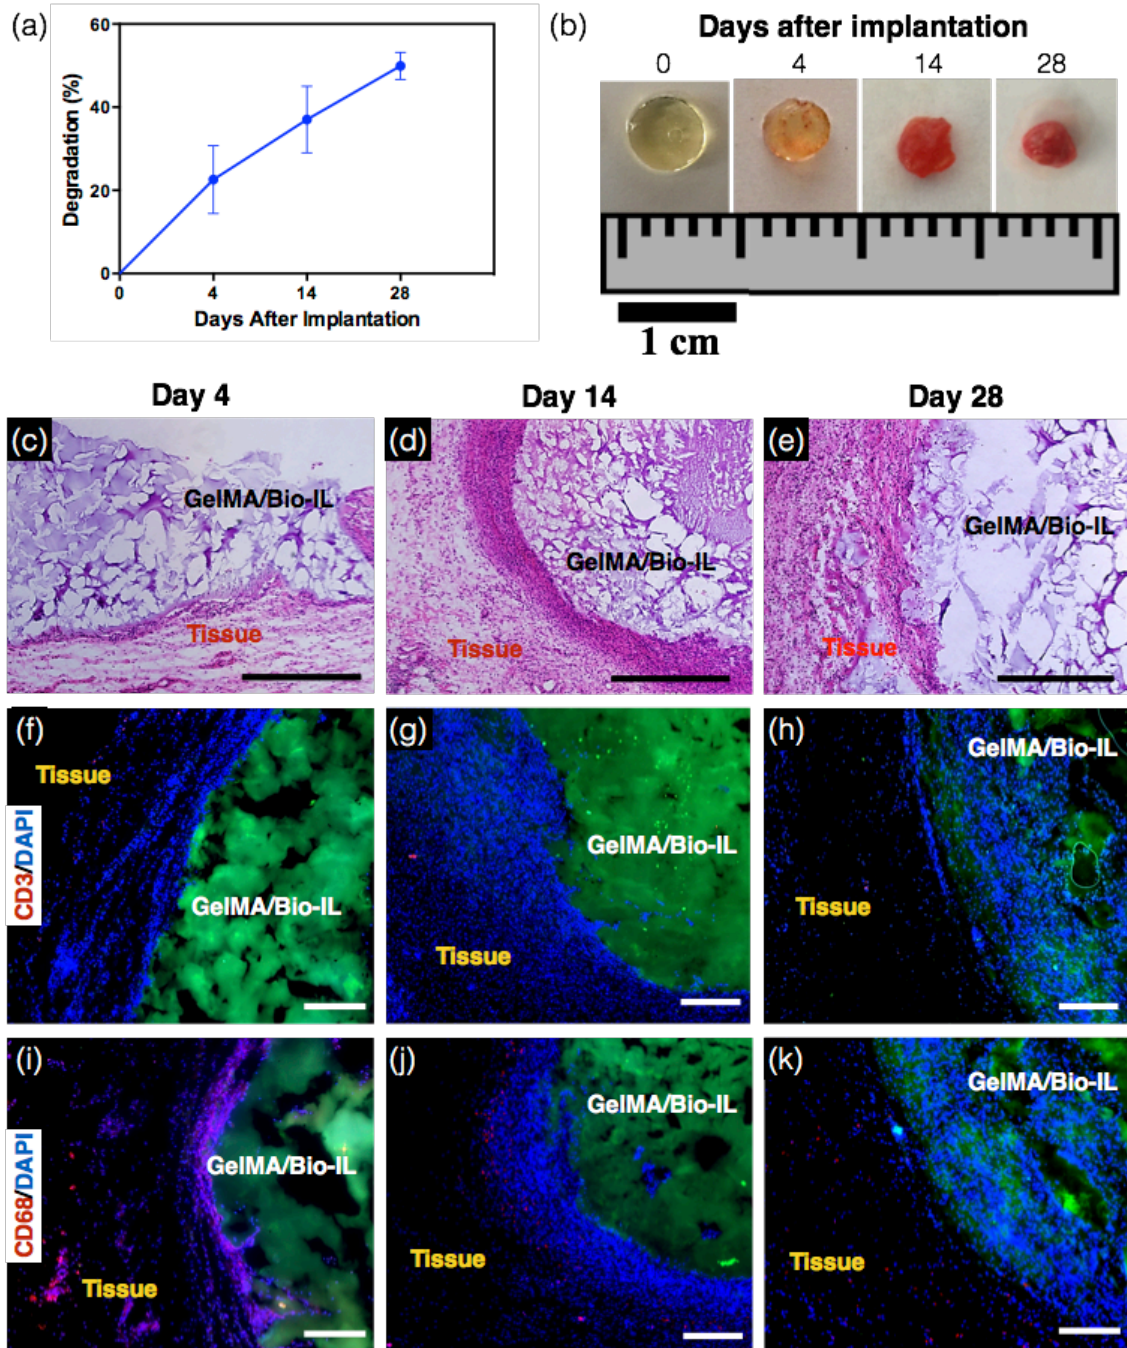 (a)
60
40
20
0
Degradation (%)
0 4 14 28
Days After Implantation
(b)
Days after implantation
0 4 14 28
1 cm
Day 4 Day 14 Day 28
(c)
GelMA/Bio-IL
Tissue
(d)
GelMA/Bio-IL
Tissue
(e)
GelMA/Bio-IL
Tissue
CD3/DAPI
(f)
Tissue
GelMA/Bio-IL
(g)
GelMA/Bio-IL
Tissue
(h)
GelMA/Bio-IL
Tissue
CD68/DAPI
(i)
GelMA/Bio-IL
Tissue
(j)
GelMA/Bio-IL
Tissue
(k)
GelMA/Bio-IL
Tissue